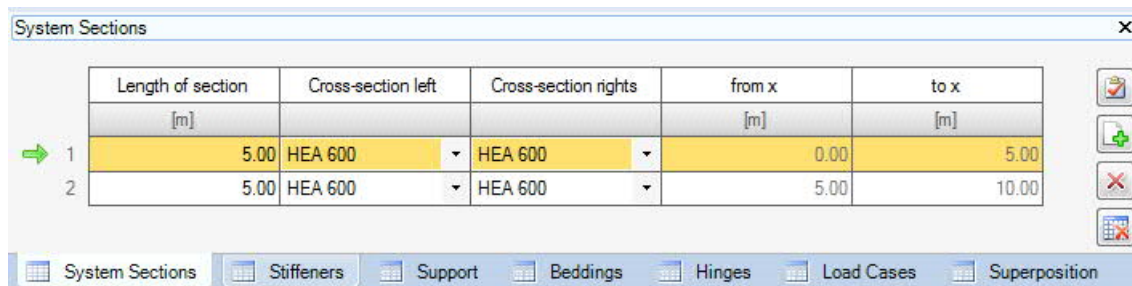 System Sections
Length of section Cross-section left Cross-section rights from x to x
[m] [m] [m]
1 5.00 HEA 600 HEA 600 0.00 5.00
2 5.00 HEA 600 HEA 600 5.00 10.00
System Sections Stiffeners Support Beddings Hinges Load Cases Superposition